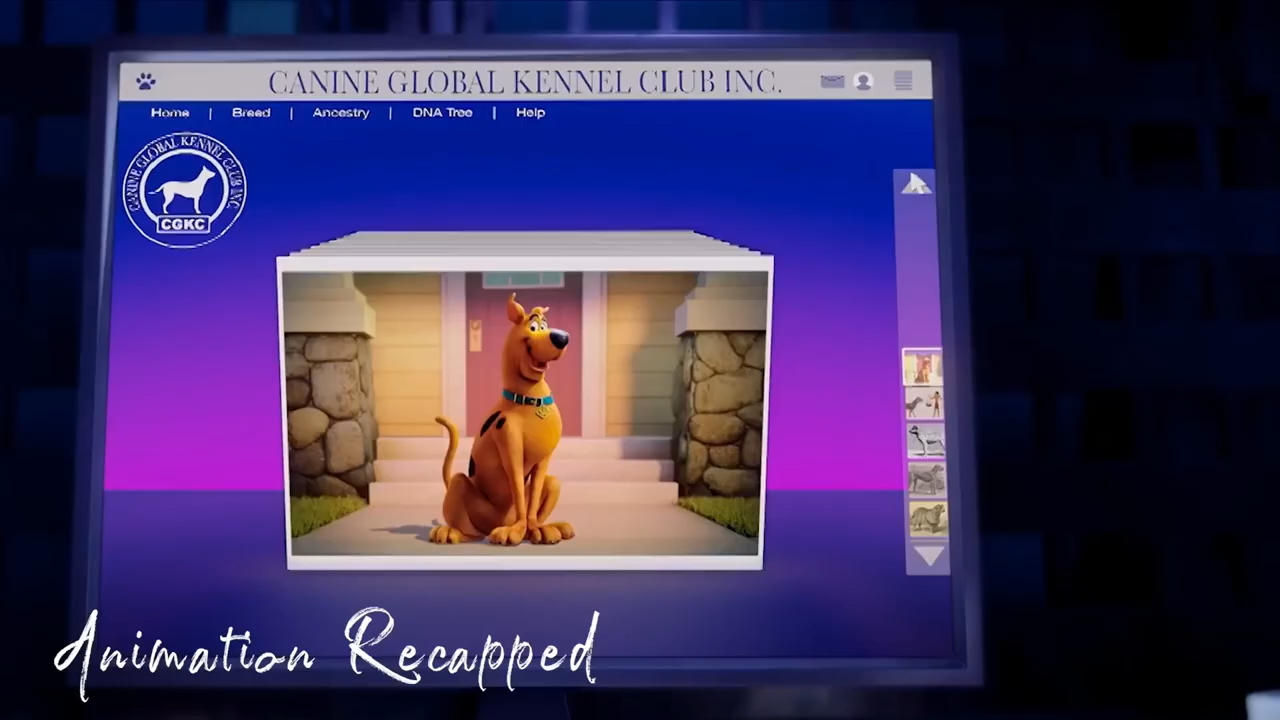 CANINE GLOBAL KENNEL CLUB INC.
Home | Breed | Ancestry | DNA Tree | Help
CANINE GLOBAL KENNEL CLUB INC.
CGKC
Animation Recapped